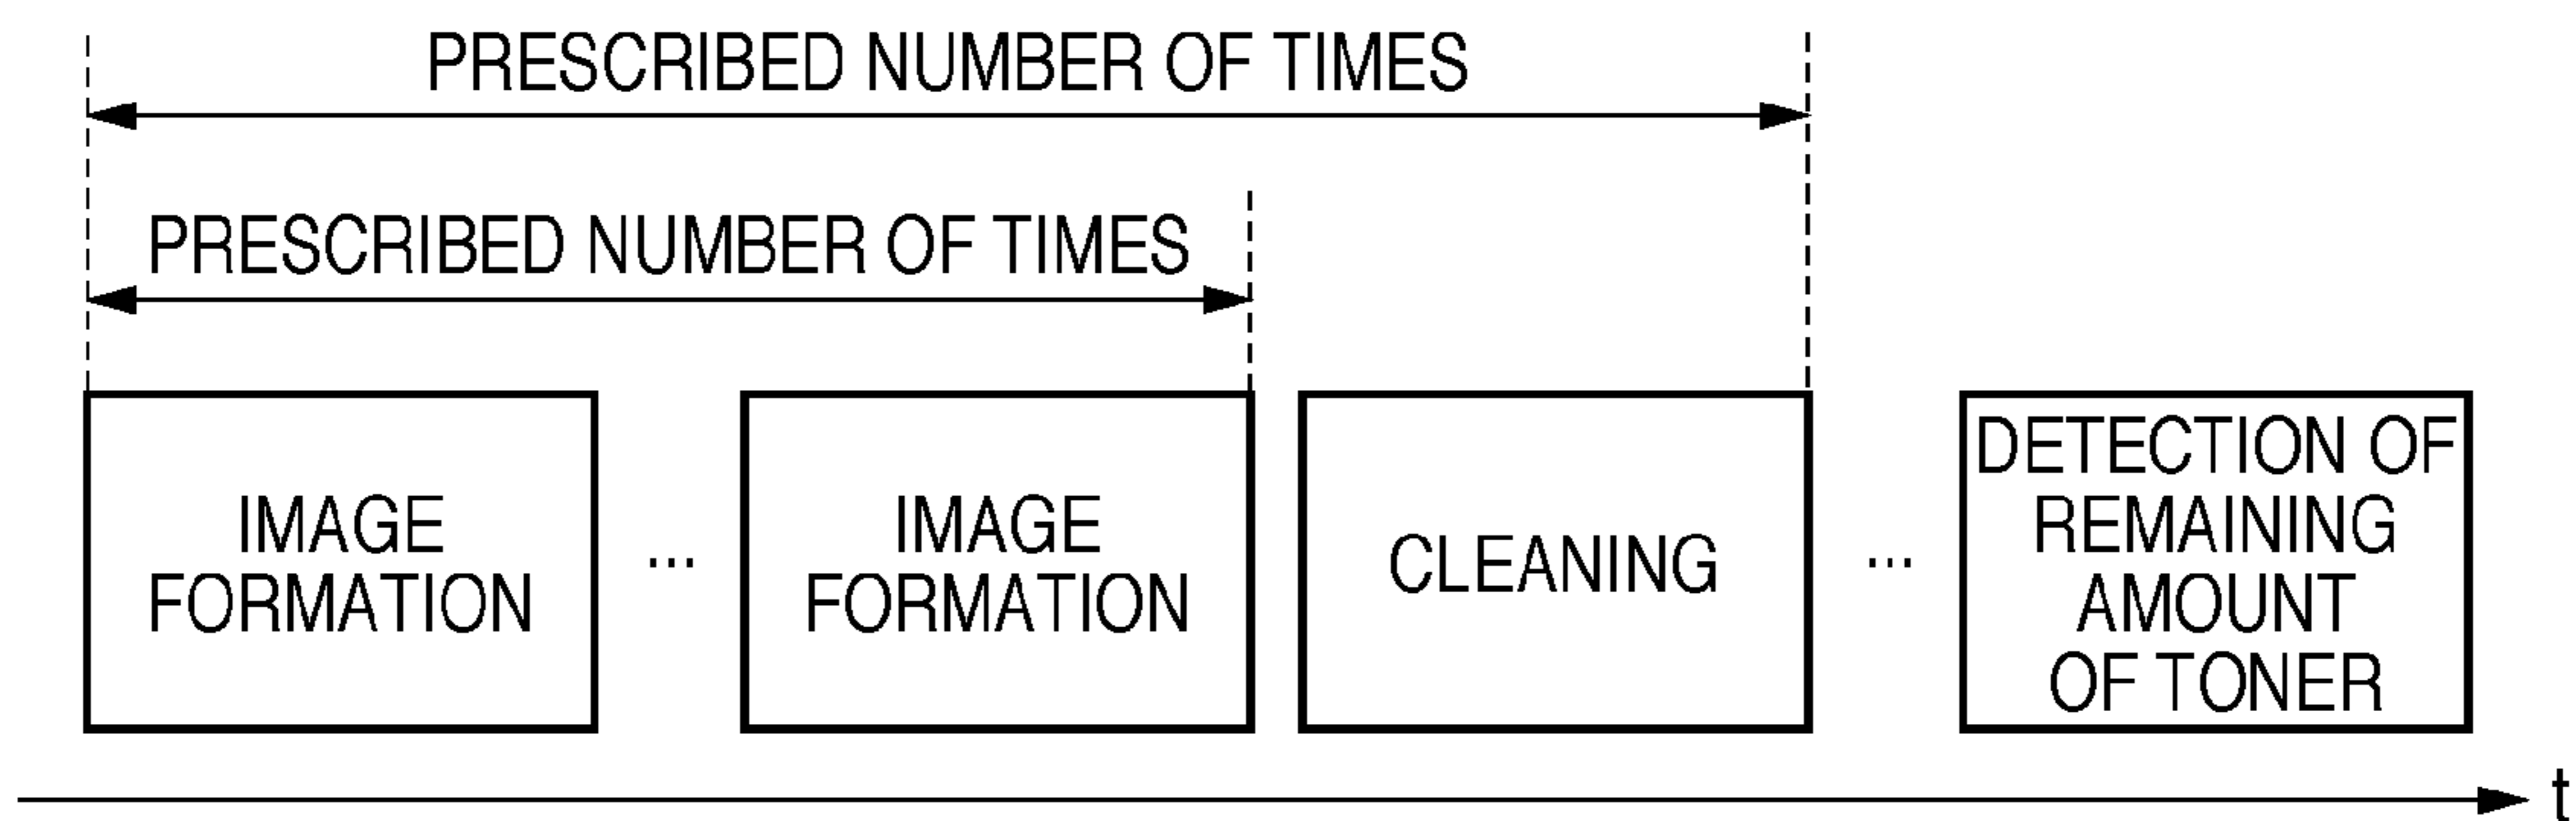 PRESCRIBED NUMBER OF TIMES
PRESCRIBED NUMBER OF TIMES
IMAGE
FORMATION
...
IMAGE
FORMATION
CLEANING
...
DETECTION OF
REMAINING
AMOUNT
OF TONER
t